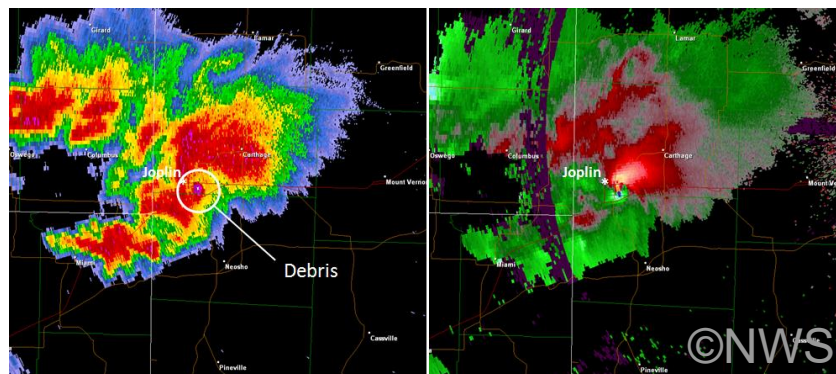 Girard
Lamar
Greenfield
Oswego
Columbus
Carthage
Joplin
Mount Verno
Debris
Miami
Neosho
Cassville
Pineville
Girard
Lamar
Greenfield
Oswego
Columbus
Carthage
Joplin
Mount Vo
Miami
Neosho
Cassville
Pineville
©NWS